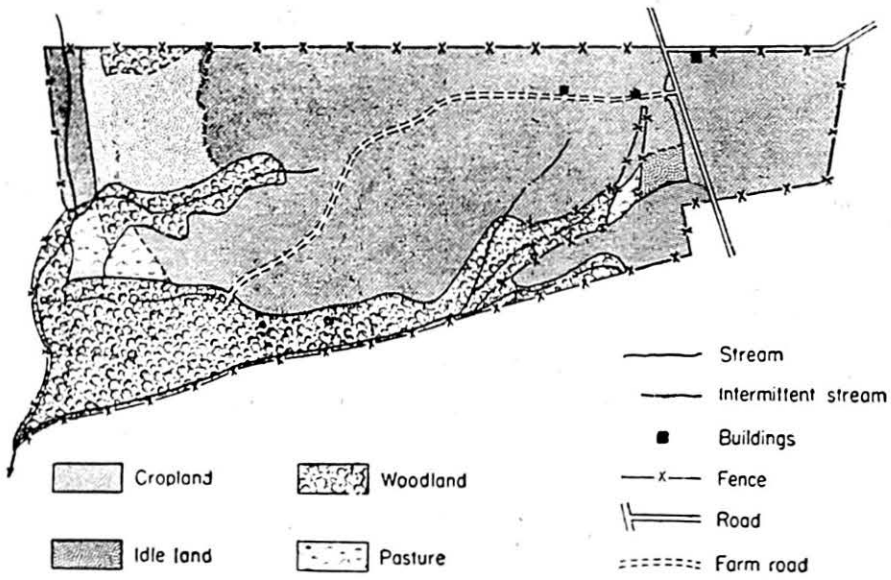 Stream
Intermittent stream
Buildings
Fence
Road
Farm road
Cropland
Woodland
Idle land
Pasture